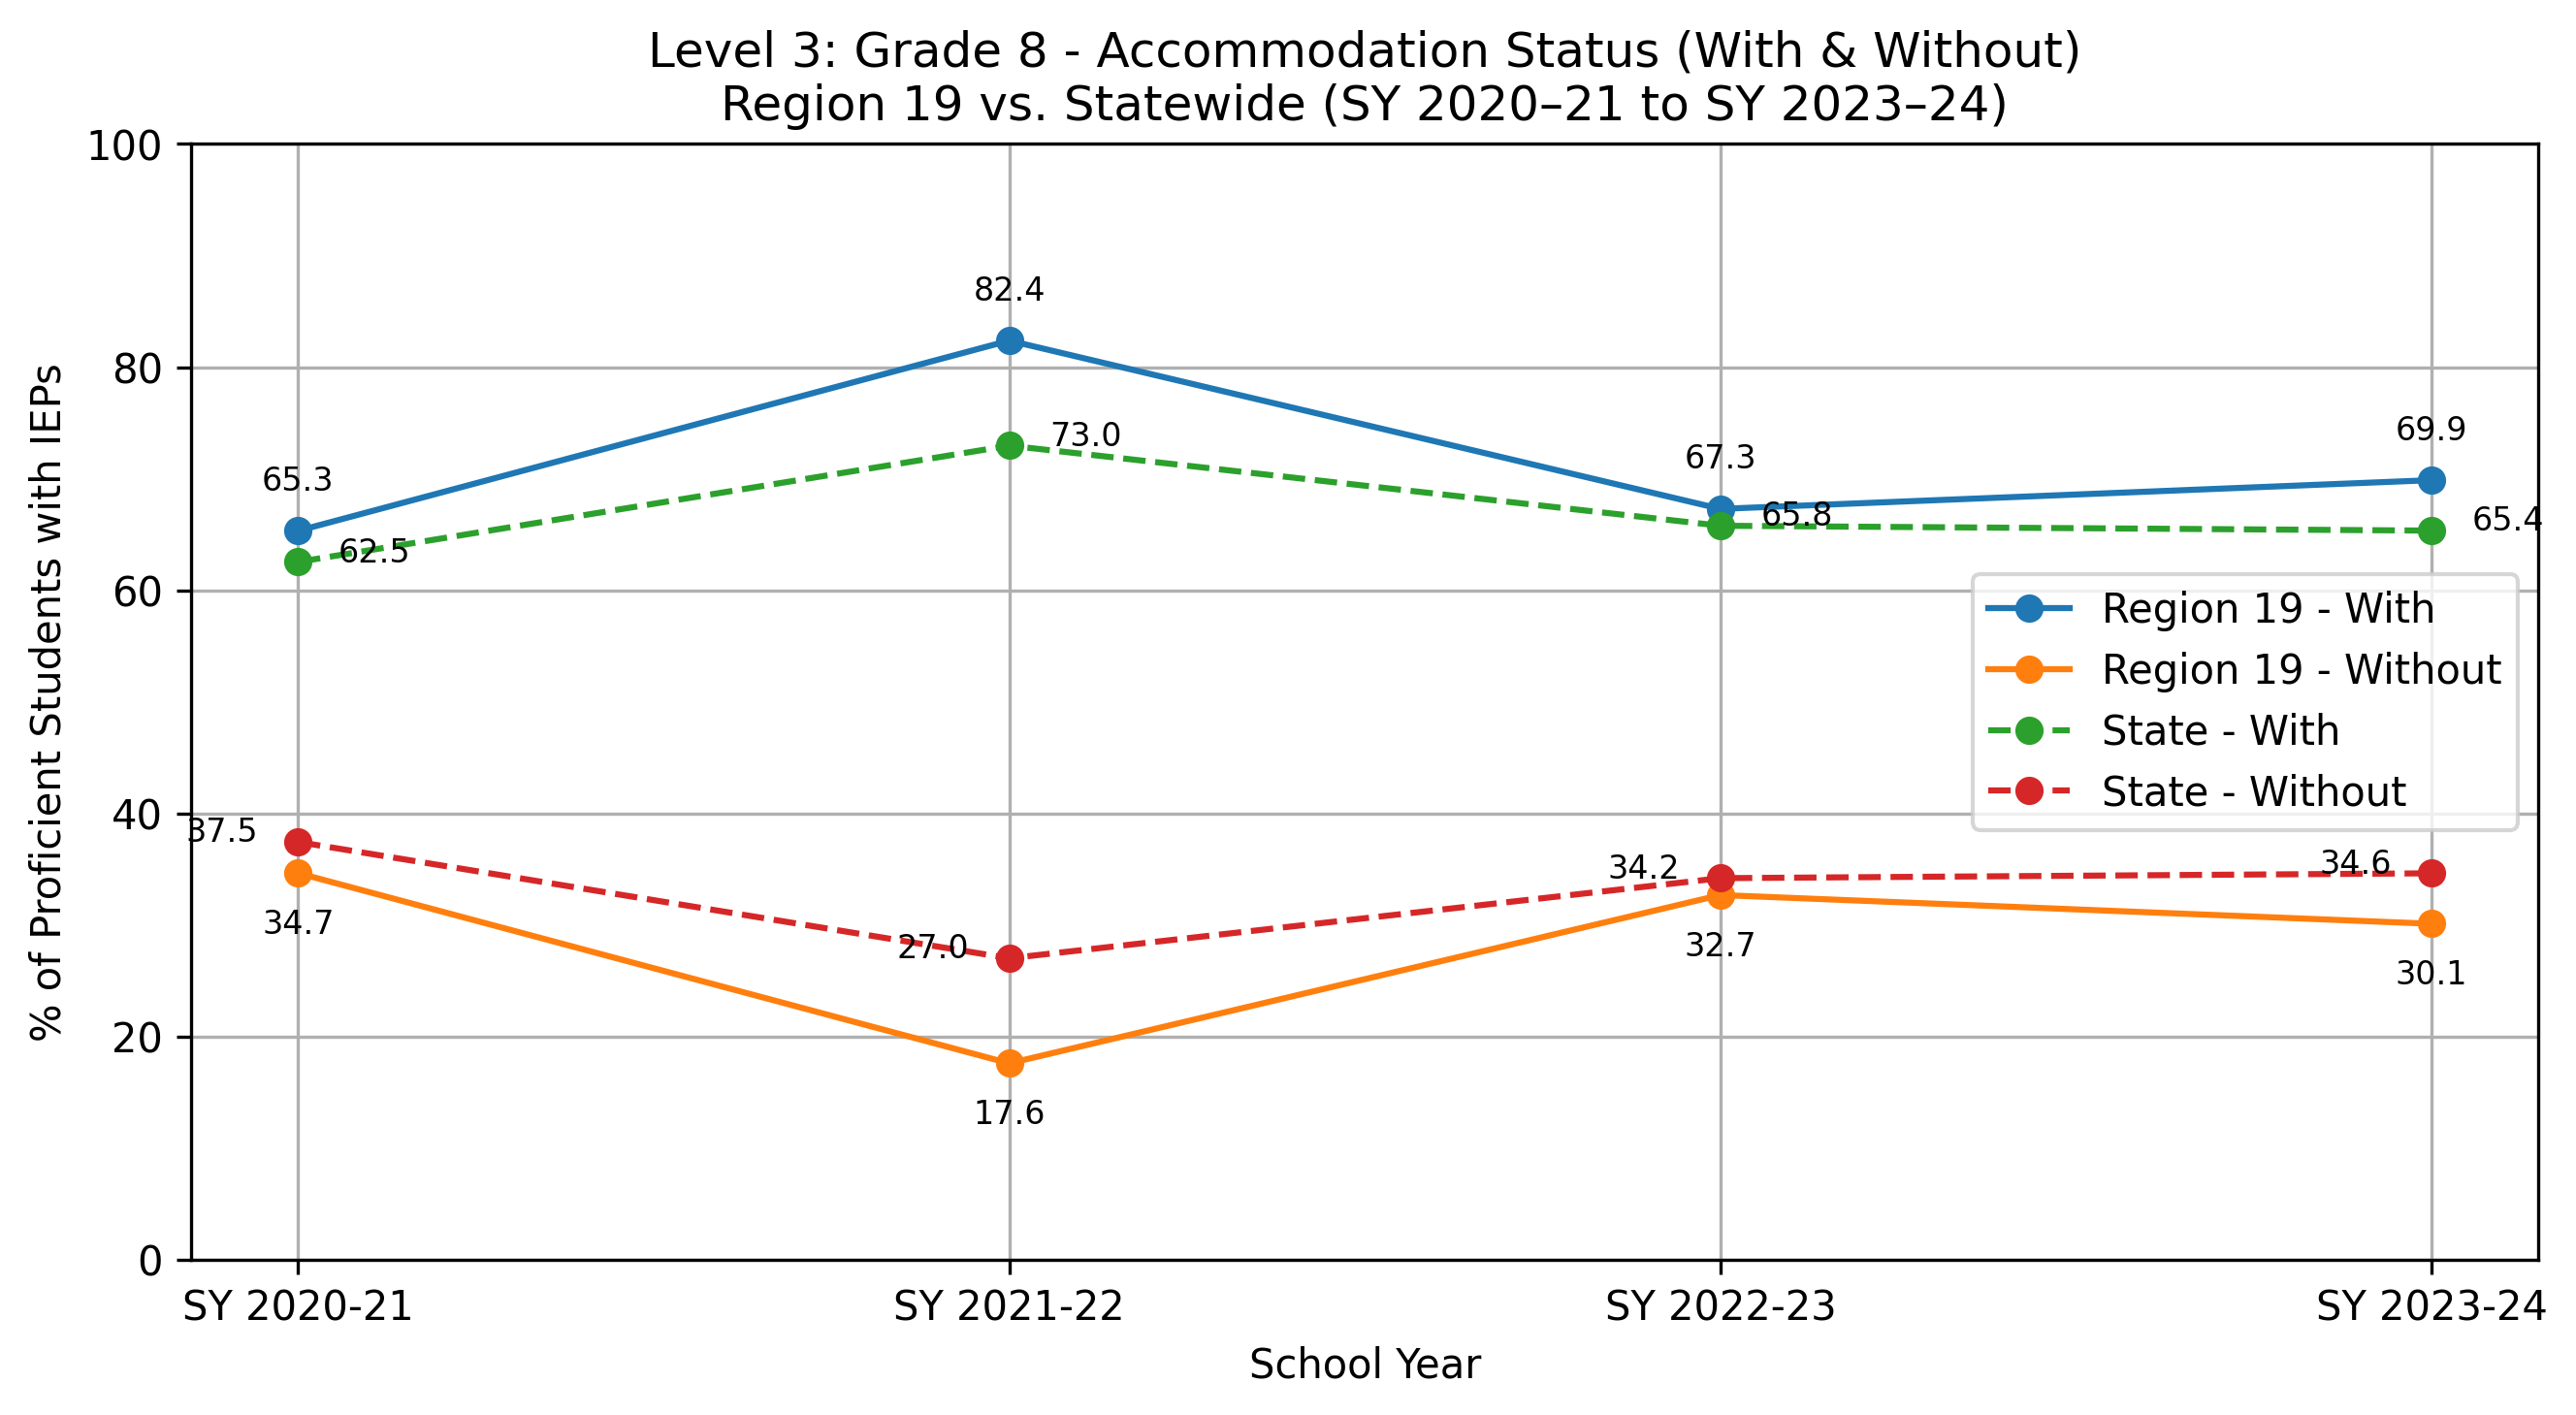 Level 3: Grade 8 - Accommodation Status (With & Without)
Region 19 vs. Statewide (SY 2020–21 to SY 2023–24)
% of Proficient Students with IEPs
100
80
60
40
20
0
82.4
73.0
65.3
62.5
67.3
65.8
69.9
65.4
37.5
34.7
27.0
17.6
34.2
32.7
34.6
30.1
Region 19 - With
Region 19 - Without
State - With
State - Without
SY 2020-21
SY 2021-22
SY 2022-23
SY 2023-24
School Year